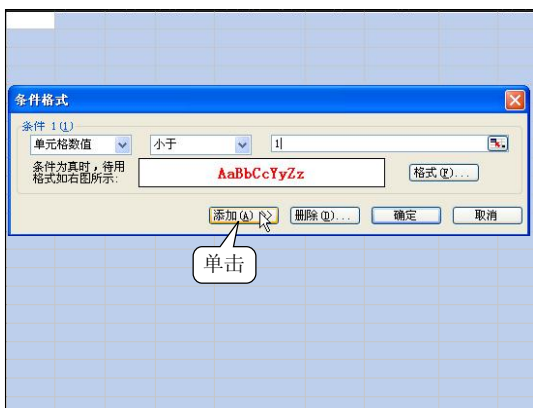 条件格式
条件 1(1)
单元格数值 小于 1
条件为真时，待用
格式如右图所示:
AaBbCcYyZz
格式(F)...
添加(A) >> 删除(D)... 确定 取消
单击